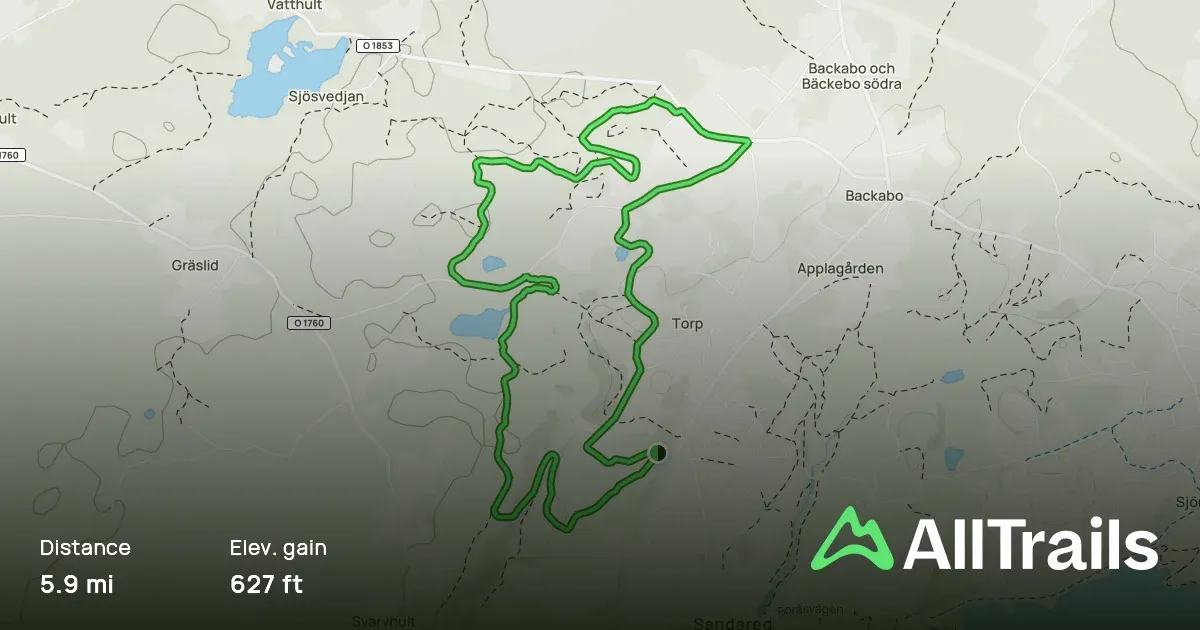 Vatthult
O 1853
Backabo och
Bäckebo södra
Sjösvedjan
ult
1760
Backabo
Gräslid
Applagården
O 1760
Torp
Sjö
Distance
Elev. gain
5.9 mi
627 ft
AllTrails
Svarvhult
Sandared